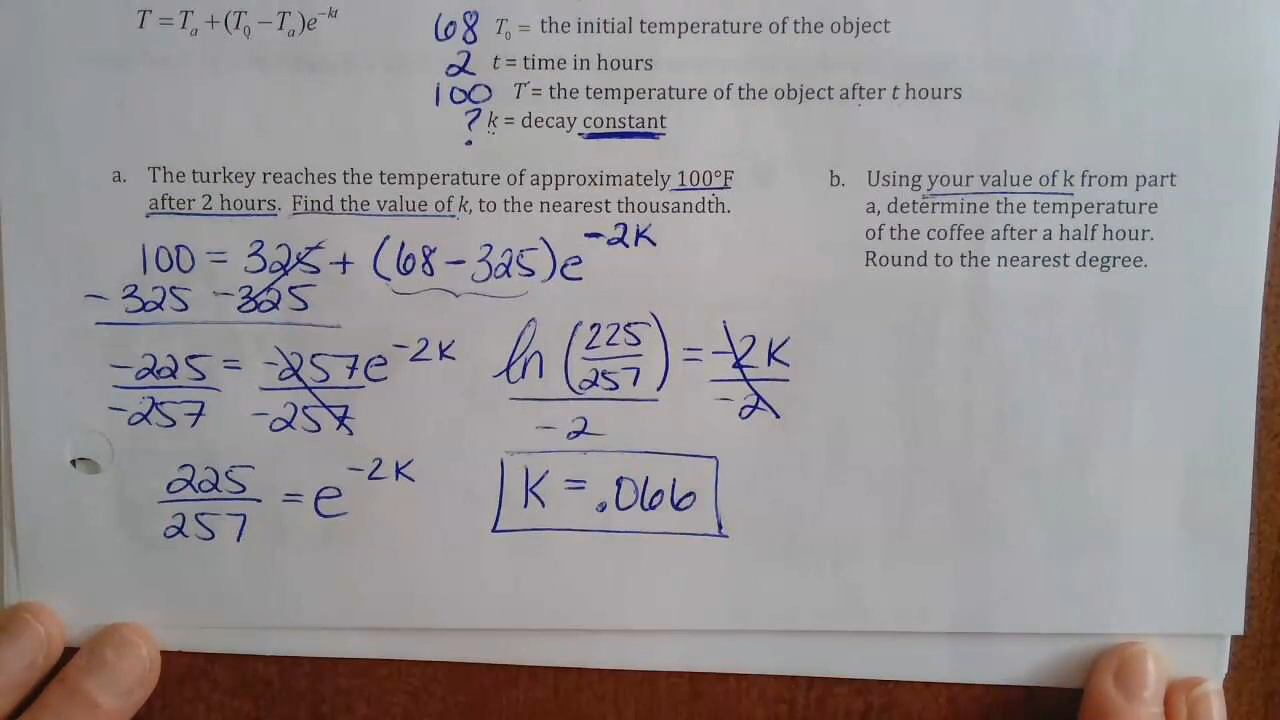 T = Tₐ + (T₀ − Tₐ)e⁻ᵏᵗ
68 T₀ = the initial temperature of the object
2 t = time in hours
100 T = the temperature of the object after t hours
? k = decay constant
a. The turkey reaches the temperature of approximately 100°F
after 2 hours. Find the value of k, to the nearest thousandth.
100 = 325 + (68 − 325)e^(−2K)
− 325 − 325
−225 = −257e^(−2K)
−257 −257
225/257 = e^(−2K)
ln(225/257) = −2K
−2 −2
K = .066
b. Using your value of k from part
a, determine the temperature
of the coffee after a half hour.
Round to the nearest degree.